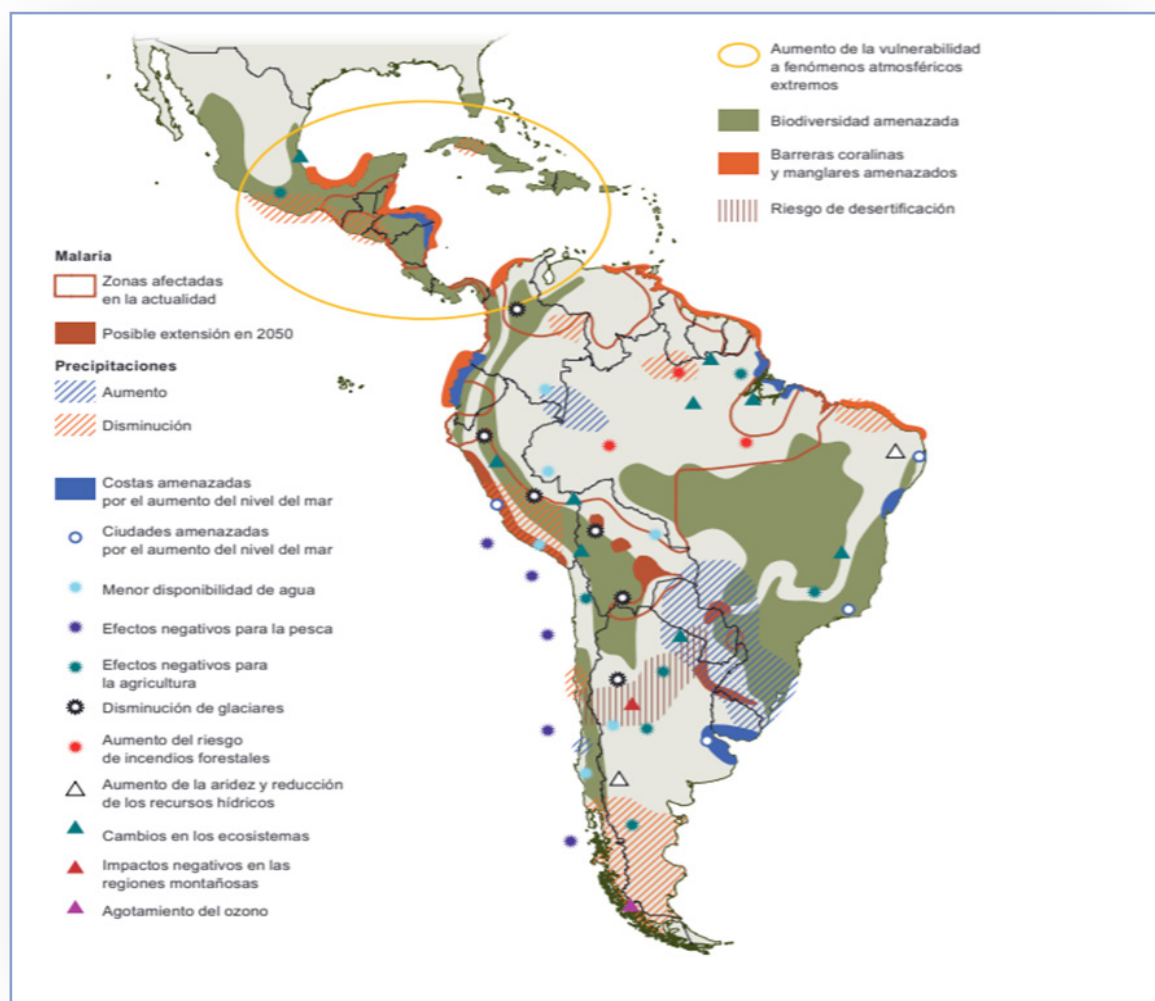 Aumento de la vulnerabilidad
a fenómenos atmosféricos
extremos
Biodiversidad amenazada
Barreras coralinas
y manglares amenazados
Riesgo de desertificación
Malaria
Zonas afectadas
en la actualidad
Posible extensión en 2050
Precipitaciones
Aumento
Disminución
Costas amenazadas
por el aumento del nivel del mar
Ciudades amenazadas
por el aumento del nivel del mar
Menor disponibilidad de agua
Efectos negativos para la pesca
Efectos negativos para
la agricultura
Disminución de glaciares
Aumento del riesgo
de incendios forestales
Aumento de la aridez y reducción
de los recursos hídricos
Cambios en los ecosistemas
Impactos negativos en las
regiones montañosas
Agotamiento del ozono